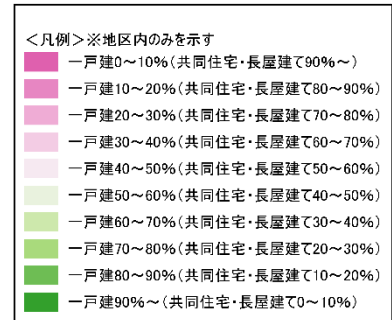 <凡例>※地区内のみを示す
一戸建0～10%(共同住宅・長屋建て90%～)
一戸建10～20%(共同住宅・長屋建て80～90%)
一戸建20～30%(共同住宅・長屋建て70～80%)
一戸建30～40%(共同住宅・長屋建て60～70%)
一戸建40～50%(共同住宅・長屋建て50～60%)
一戸建50～60%(共同住宅・長屋建て40～50%)
一戸建60～70%(共同住宅・長屋建て30～40%)
一戸建70～80%(共同住宅・長屋建て20～30%)
一戸建80～90%(共同住宅・長屋建て10～20%)
一戸建90%～(共同住宅・長屋建て0～10%)